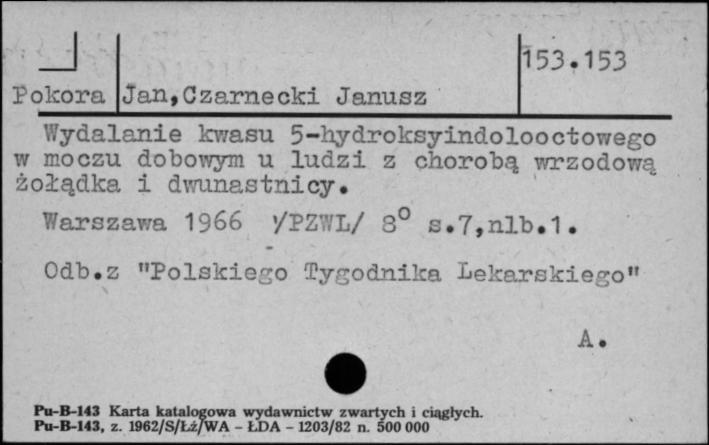 153.153
Pokora Jan,Czarnecki Janusz
Wydalanie kwasu 5-hydroksyindolooctowego
w moczu dobowym u ludzi z chorobą wrzodową
żołądka i dwunastnicy.
Warszawa 1966 /PZWL/ 8° s.7,nlb.1.
Odb.z "Polskiego Tygodnika Lekarskiego"
A.
Pu-B-143 Karta katalogowa wydawnictw zwartych i ciągłych.
Pu-B-143, z. 1962/S/Łż/WA - ŁDA - 1203/82 n. 500 000